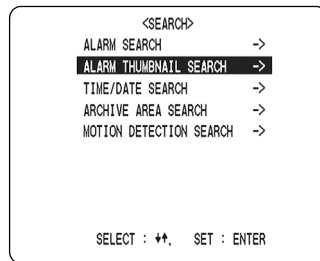 <SEARCH>
ALARM SEARCH ->
ALARM THUMBNAIL SEARCH ->
TIME/DATE SEARCH ->
ARCHIVE AREA SEARCH ->
MOTION DETECTION SEARCH ->
SELECT : ↓↑, SET : ENTER